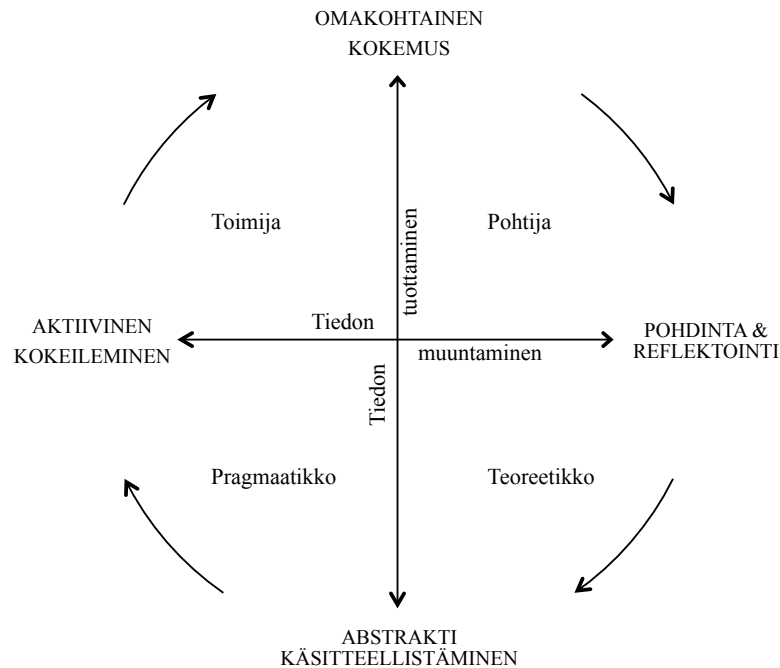 OMAKOHTAINEN
KOKEMUS
Toimija
Pohtija
tuottaminen
AKTIIVINEN
KOKEILEMINEN
Tiedon
muuntaminen
POHDINTA &
REFLEKTOINTI
Tiedon
Pragmaatikko
Teoreetikko
ABSTRAKTI
KÄSITTEELLISTÄMINEN